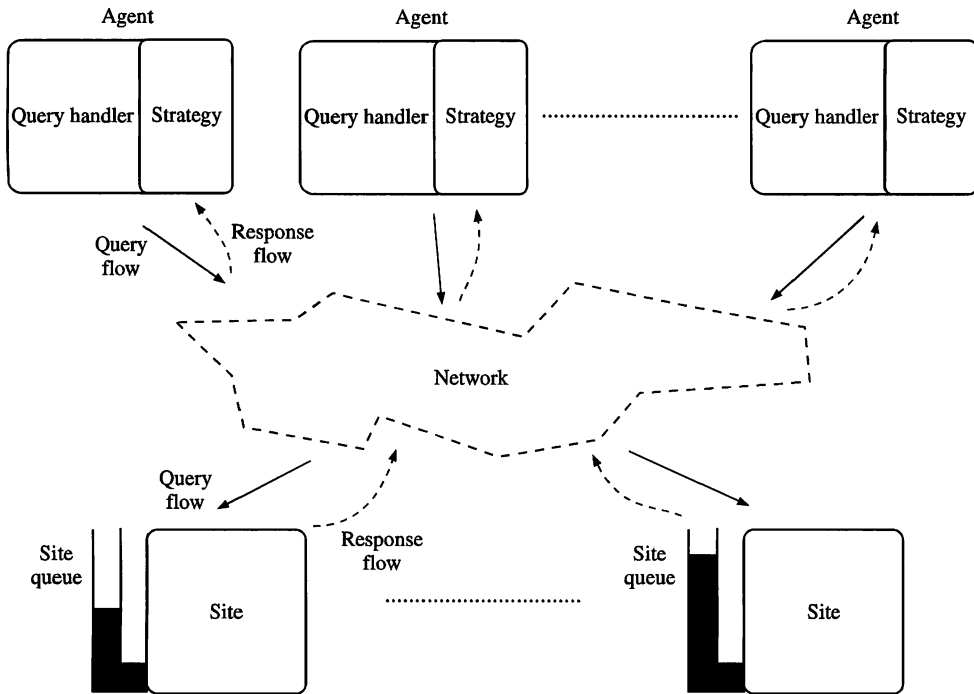 Agent
Agent
Agent
Query handler
Strategy
Query handler
Strategy
Query handler
Strategy
Query
flow
Response
flow
Network
Query
flow
Response
flow
Site
queue
Site
Site
queue
Site